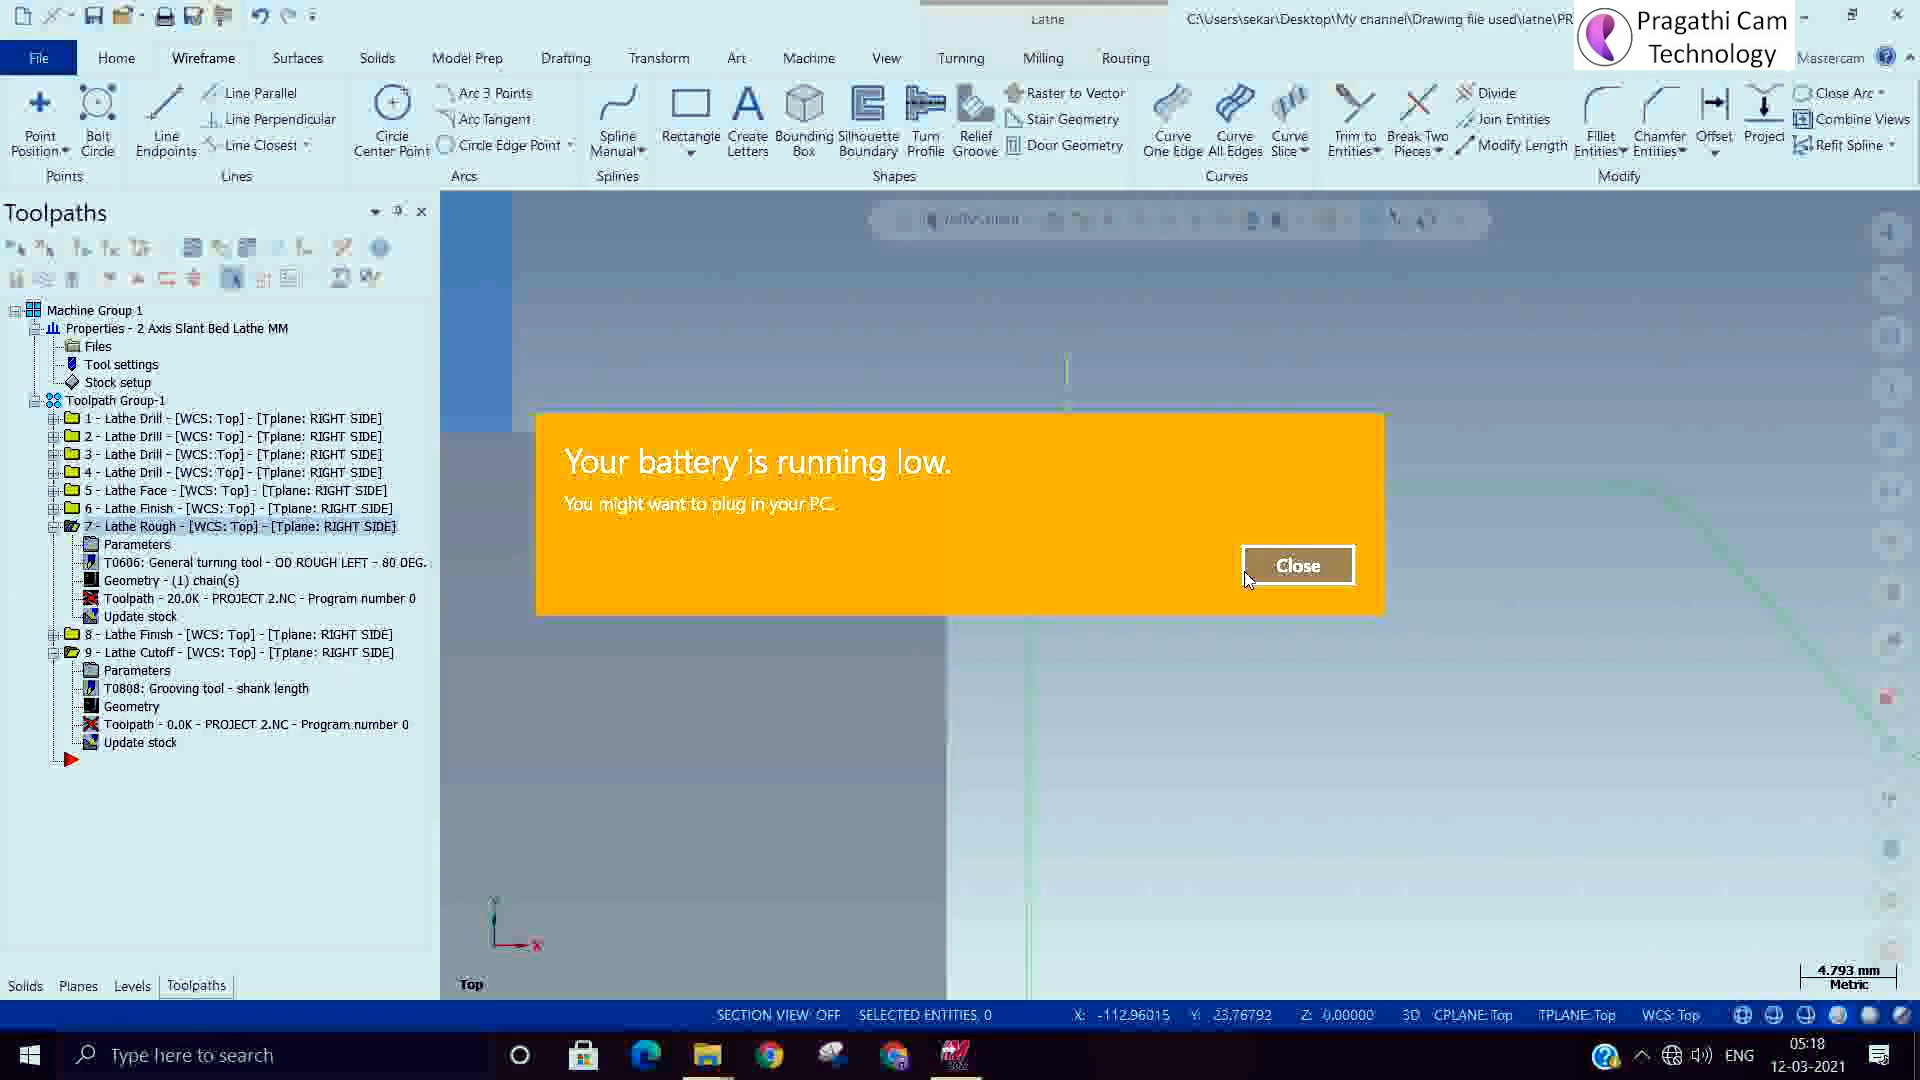 Lathe
C:\Users\sekar\Desktop\My channel\Drawing file used\latne\PR
Pragathi Cam
Technology
File
Home
Wireframe
Surfaces
Solids
Model Prep
Drafting
Transform
Art
Machine
View
Turning
Milling
Routing
Mastercam
Point
Position
Bolt
Circle
Points
Line
Endpoints
Line Parallel
Line Perpendicular
Line Closest
Lines
Circle
Center Point
Arc 3 Points
Arc Tangent
Circle Edge Point
Arcs
Spline
Manual
Splines
Rectangle
Create
Letters
Bounding
Box
Silhouette
Boundary
Turn
Profile
Relief
Groove
Raster to Vector
Stair Geometry
Door Geometry
Shapes
Curve
One Edge
Curve
All Edges
Curve
Slice
Curves
Trim to
Entities
Break Two
Pieces
Divide
Join Entities
Modify Length
Fillet
Entities
Chamfer
Entities
Offset
Project
Close Arc
Combine Views
Refit Spline
Modify
Toolpaths
Machine Group 1
Properties - 2 Axis Slant Bed Lathe MM
Files
Tool settings
Stock setup
Toolpath Group-1
1 - Lathe Drill - [WCS: Top] - [Tplane: RIGHT SIDE]
2 - Lathe Drill - [WCS: Top] - [Tplane: RIGHT SIDE]
3 - Lathe Drill - [WCS: Top] - [Tplane: RIGHT SIDE]
4 - Lathe Drill - [WCS: Top] - [Tplane: RIGHT SIDE]
5 - Lathe Face - [WCS: Top] - [Tplane: RIGHT SIDE]
6 - Lathe Finish - [WCS: Top] - [Tplane: RIGHT SIDE]
7 - Lathe Rough - [WCS: Top] - [Tplane: RIGHT SIDE]
Parameters
T0606: General turning tool - OD ROUGH LEFT - 80 DEG.
Geometry - (1) chain(s)
Toolpath - 20.0K - PROJECT 2.NC - Program number 0
Update stock
8 - Lathe Finish - [WCS: Top] - [Tplane: RIGHT SIDE]
9 - Lathe Cutoff - [WCS: Top] - [Tplane: RIGHT SIDE]
Parameters
T0808: Grooving tool - shank length
Geometry
Toolpath - 0.0K - PROJECT 2.NC - Program number 0
Update stock
Your battery is running low.
You might want to plug in your PC.
Close
X
Top
4.793 mm
Metric
Solids
Planes
Levels
Toolpaths
SECTION VIEW: OFF
SELECTED ENTITIES: 0
X: -112.96015
Y: 23.76792
Z: 0.00000
3D
CPLANE: Top
TPLANE: Top
WCS: Top
Type here to search
ENG
05:18
12-03-2021